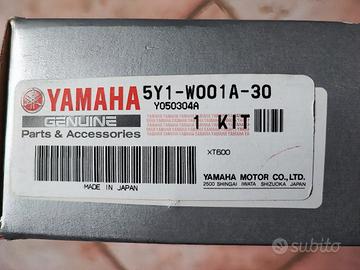 YAMAHA
5Y1-W001A-30
Y050304A
GENUINE
Parts & Accessories
1 KIT
XT600
MADE IN JAPAN
YAMAHA MOTOR CO., LTD.
2500 SHINGAI IWATA SHIZUOKA JAPAN
subito